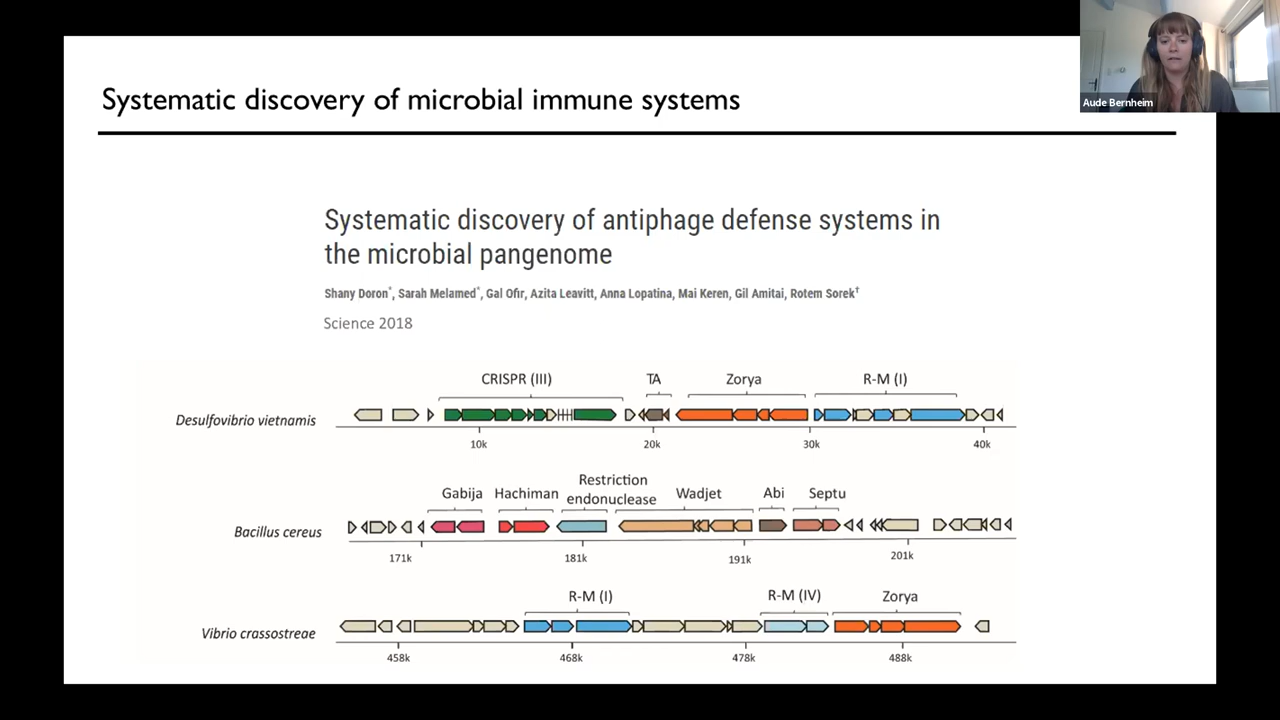 Aude Bernheim
Systematic discovery of microbial immune systems
Systematic discovery of antiphage defense systems in
the microbial pangenome
Shany Doron*, Sarah Melamed*, Gal Ofir, Azita Leavitt, Anna Lopatina, Mai Keren, Gil Amitai, Rotem Sorek†
Science 2018
CRISPR (III) TA Zorya R-M (I)
Desulfovibrio vietnamis
10k 20k 30k 40k
Restriction
Gabija Hachiman endonuclease Wadjet Abi Septu
Bacillus cereus
171k 181k 191k 201k
R-M (I) R-M (IV) Zorya
Vibrio crassostreae
458k 468k 478k 488k